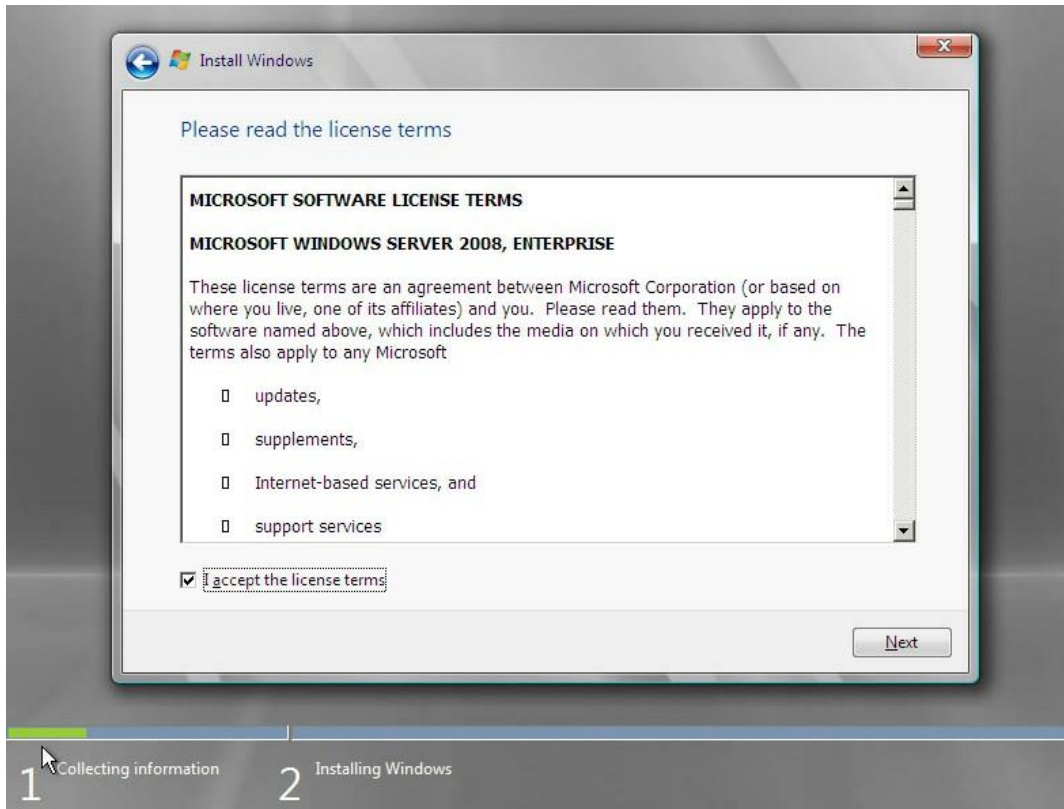 Install Windows
Please read the license terms
MICROSOFT SOFTWARE LICENSE TERMS
MICROSOFT WINDOWS SERVER 2008, ENTERPRISE
These license terms are an agreement between Microsoft Corporation (or based on
where you live, one of its affiliates) and you.  Please read them.  They apply to the
software named above, which includes the media on which you received it, if any.  The
terms also apply to any Microsoft
▯ updates,
▯ supplements,
▯ Internet-based services, and
▯ support services
I accept the license terms
Next
1 Collecting information 2 Installing Windows